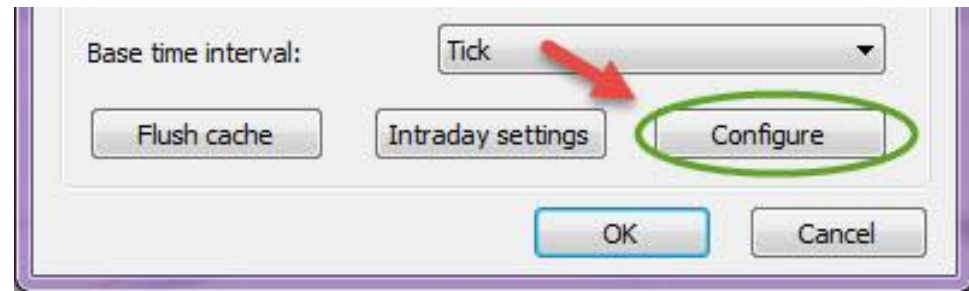 Base time interval: Tick
Flush cache Intraday settings Configure
OK Cancel